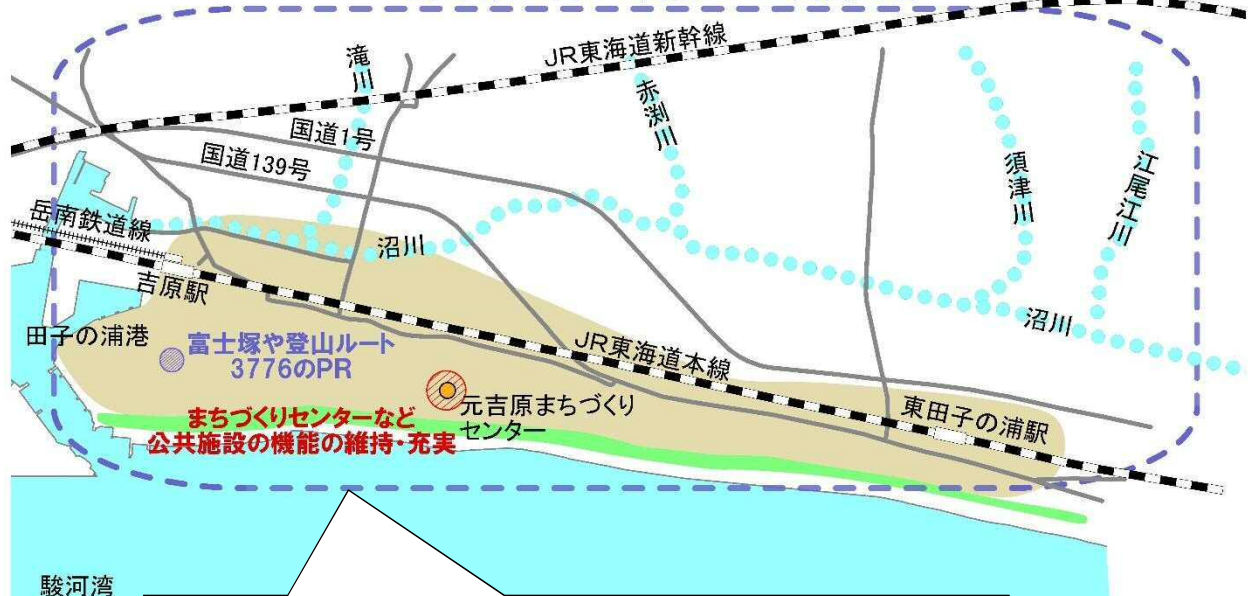 JR東海道新幹線
滝川
赤渕川
国道1号
国道139号
須津川
江尾江川
岳南鉄道線
沼川
吉原駅
沼川
田子の浦港
富士塚や登山ルート
3776のPR
JR東海道本線
元吉原まちづくり
センター
東田子の浦駅
まちづくりセンターなど
公共施設の機能の維持・充実
駿河湾